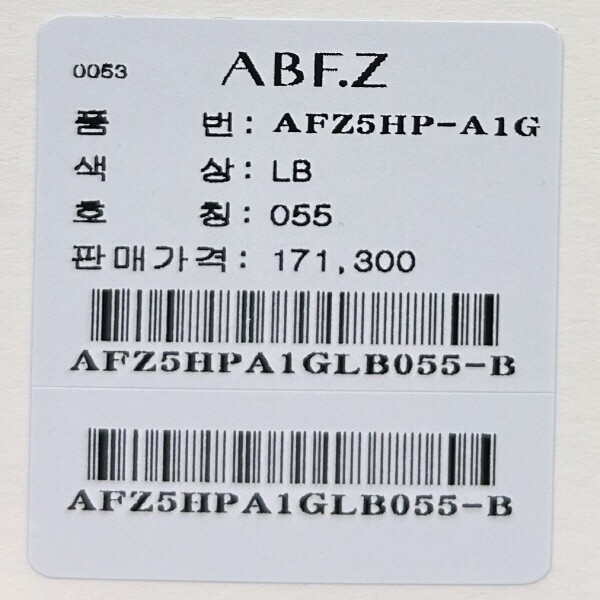 0053 ABF.Z
품 번: AFZ5HP-A1G
색 상: LB
호 칭: 055
판매가격: 171,300
AFZ5HPA1GLB055-B
AFZ5HPA1GLB055-B